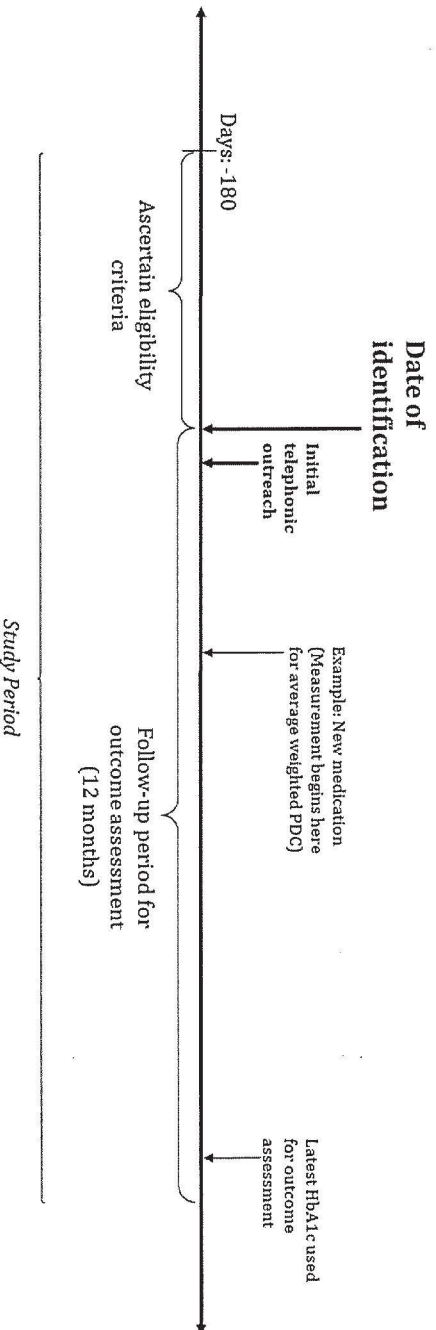 Date of
identification
Initial
telephonic
outreach
Example: New medication
(Measurement begins here
for average weighted PDC)
Latest HbA1c used
for outcome
assessment
Days: -180
Ascertain eligibility
criteria
Follow-up period for
outcome assessment
(12 months)
Study Period